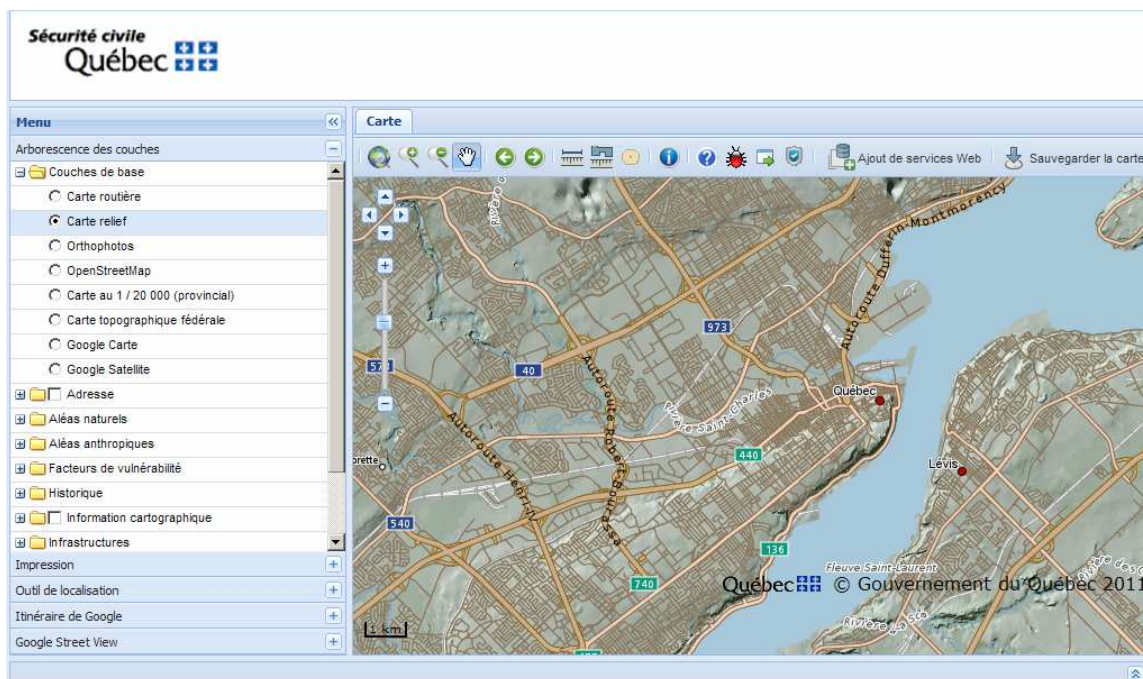 Sécurité civile
Québec
Menu
Arborescence des couches
Couches de base
Carte routière
Carte relief
Orthophotos
OpenStreetMap
Carte au 1 / 20 000 (provincial)
Carte topographique fédérale
Google Carte
Google Satellite
Adresse
Aléas naturels
Aléas anthropiques
Facteurs de vulnérabilité
Historique
Information cartographique
Infrastructures
Impression
Outil de localisation
Itinéraire de Google
Google Street View
Carte
Ajout de services Web
Sauvegarder la carte
Autoroute Dufferin-Montmorency
973
40
Québec
Rivière Saint-Charles
Autoroute Robert-Bourassa
Autoroute Henri-IV
440
Lévis
540
136
Fleuve Saint-Laurent
740
Québec © Gouvernement du Québec 2011
1 km